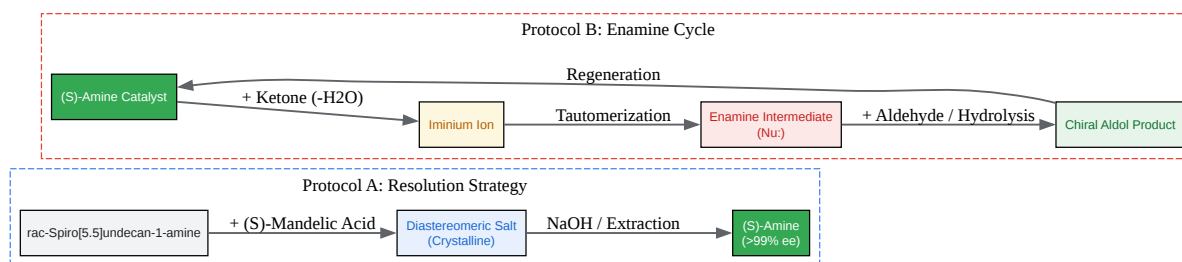 Protocol B: Enamine Cycle
Regeneration
(S)-Amine Catalyst
+ Ketone (-H2O)
Iminium Ion
Tautomerization
Enamine Intermediate
(Nu:)
+ Aldehyde / Hydrolysis
Chiral Aldol Product
Protocol A: Resolution Strategy
rac-Spiro[5.5]undecan-1-amine
+ (S)-Mandelic Acid
Diastereomeric Salt
(Crystalline)
NaOH / Extraction
(S)-Amine
(>99% ee)